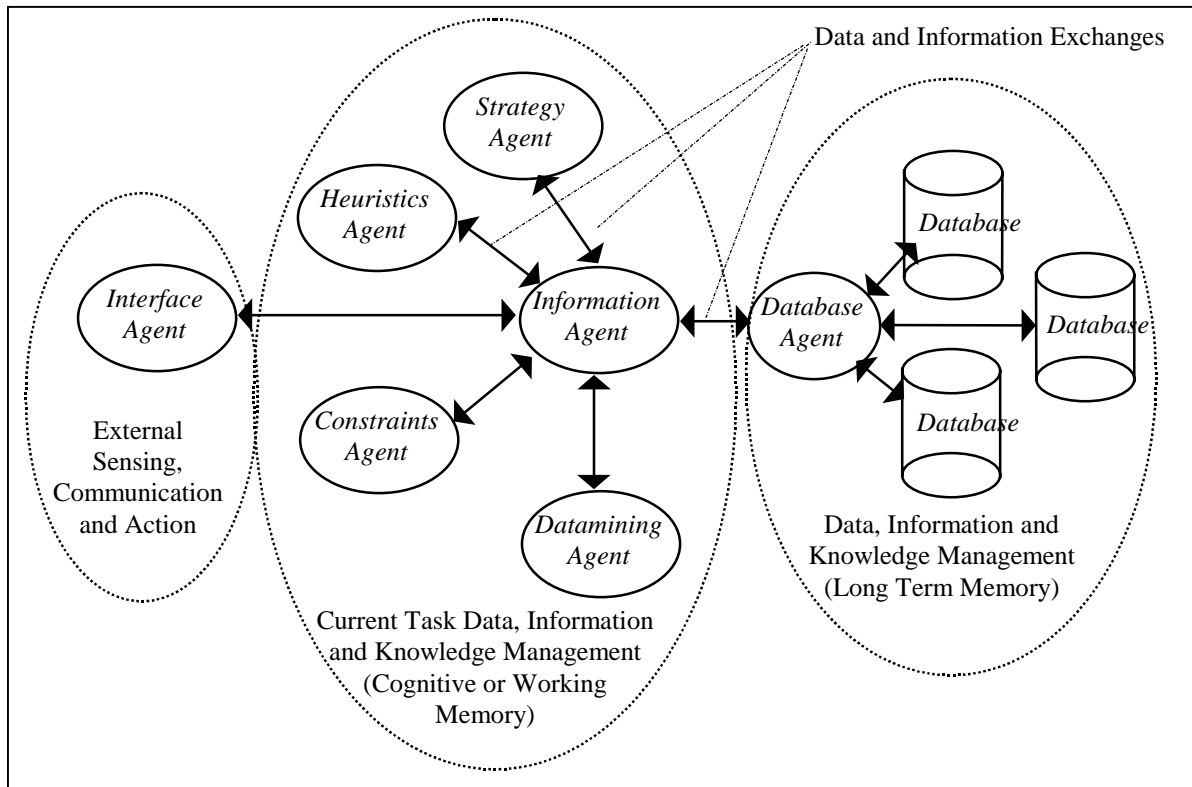 Data and Information Exchanges
Strategy
Agent
Heuristics
Agent
Interface
Agent
Information
Agent
Constraints
Agent
Datamining
Agent
Database
Agent
Database
Database
Database
External
Sensing,
Communication
and Action
Current Task Data, Information
and Knowledge Management
(Cognitive or Working
Memory)
Data, Information and
Knowledge Management
(Long Term Memory)